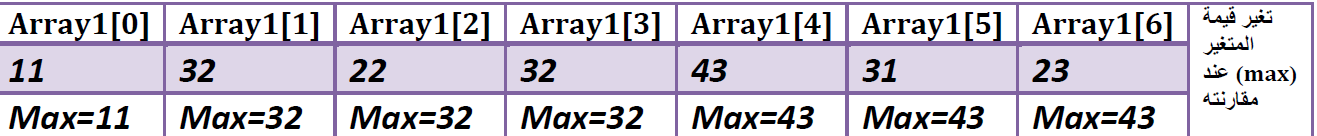 Array1[0] Array1[1] Array1[2] Array1[3] Array1[4] Array1[5] Array1[6]
11 32 22 32 43 31 23
Max=11 Max=32 Max=32 Max=32 Max=43 Max=43 Max=43
تغير قيمة
المتغير
(max) عند
مقارنته